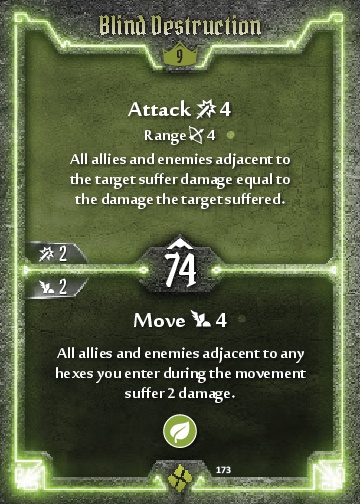 Blind Destruction
9
Attack 4
Range 4
All allies and enemies adjacent to
the target suffer damage equal to
the damage the target suffered.
2
74
2
Move 4
All allies and enemies adjacent to any
hexes you enter during the movement
suffer 2 damage.
173